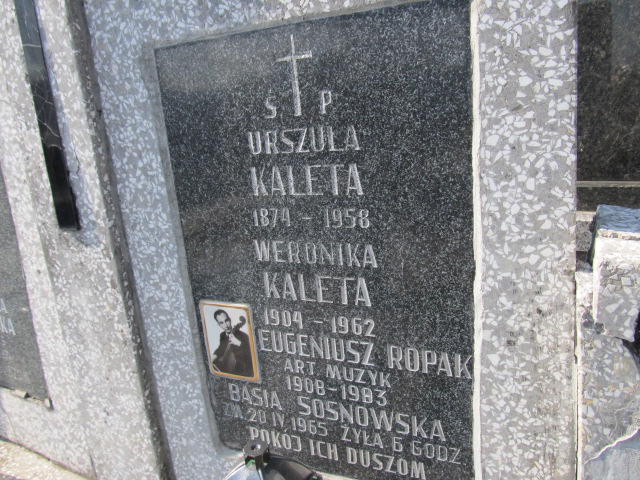 S P
URSZULA
KALETA
1874 - 1958
WERONIKA
KALETA
1904 - 1962
EUGENIUSZ ROPAK
ART MUZYK
1908-1983
BASIA SOSNOWSKA
ZM 20 IV 1965 ŻYŁA 6 GODZ
POKÓJ ICH DUSZOM